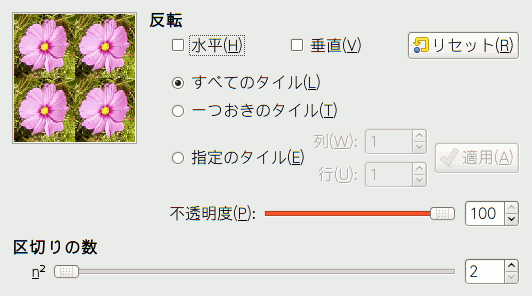 反転
水平(H) 垂直(V) リセット(R)
すべてのタイル(L)
一つおきのタイル(T)
指定のタイル(E) 列(W): 1 適用(A)
行(U): 1
不透明度(P): 100
区切りの数
n² 2